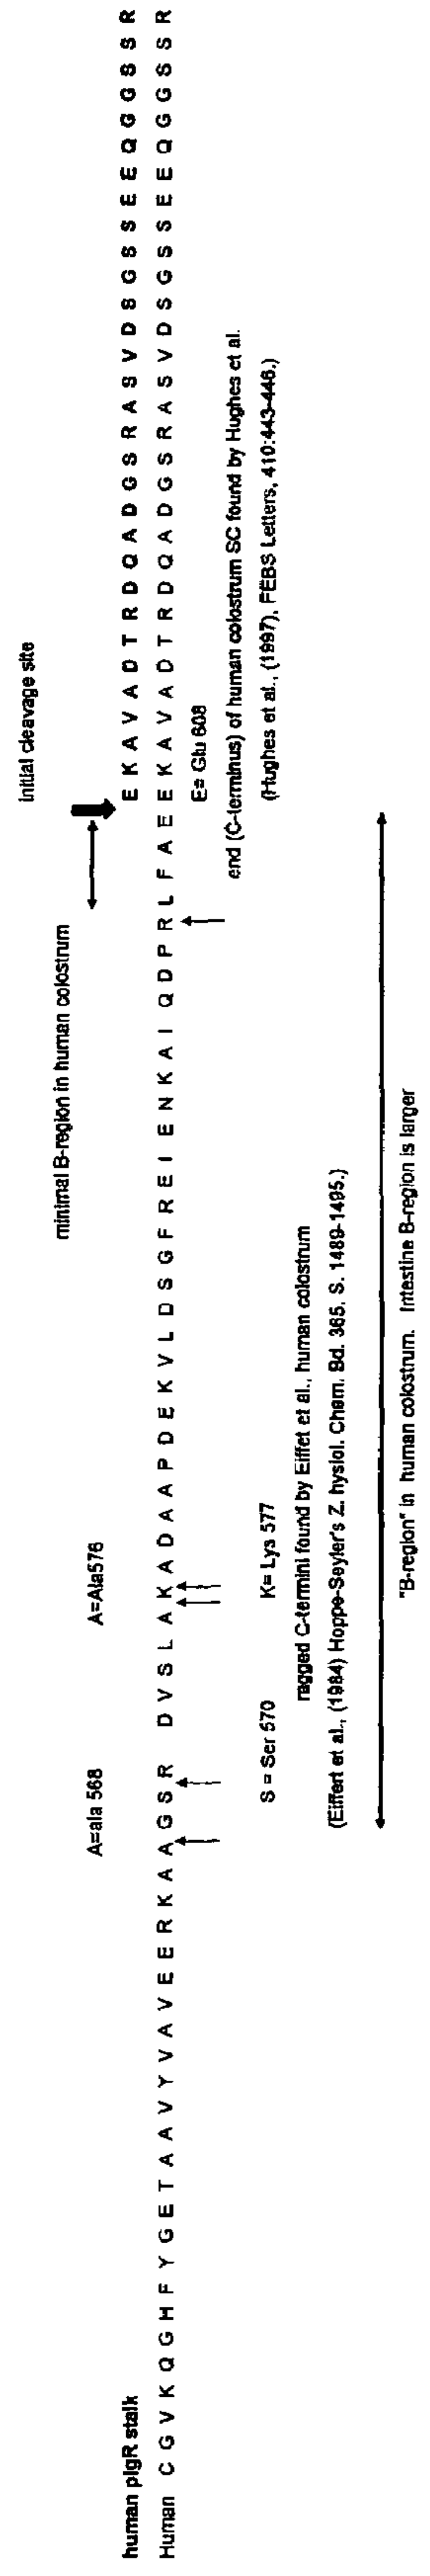 initial cleavage site
minimal B-region in human colostrum
A=ala 568 A=Ala576
human pIgR stalk E K A V A D T R D Q A D G S R A S V D S G S S E E Q G G S S R
Human C G V K Q G H F Y G E T A A V Y V A V E E R K A A G S R D V S L A K A D A A P D E K V L D S G F R E I E N K A I Q D P R L F A E E K A V A D T R D Q A D G S R A S V D S G S S E E Q G G S S R
E= Glu 608
end (C-terminus) of human colostrum SC found by Hughes et al.
S = Ser 570 K= Lys 577
(Hughes et al., (1997), FEBS Letters, 410:443-446.)
ragged C-termini found by Eiffet et al., human colostrum
(Eiffert et al., (1984) Hoppe-Seyler's Z. hysiol. Chem. Bd. 365, S. 1489-1495.)
"B-region" in human colostrum. Intestine B-region is larger